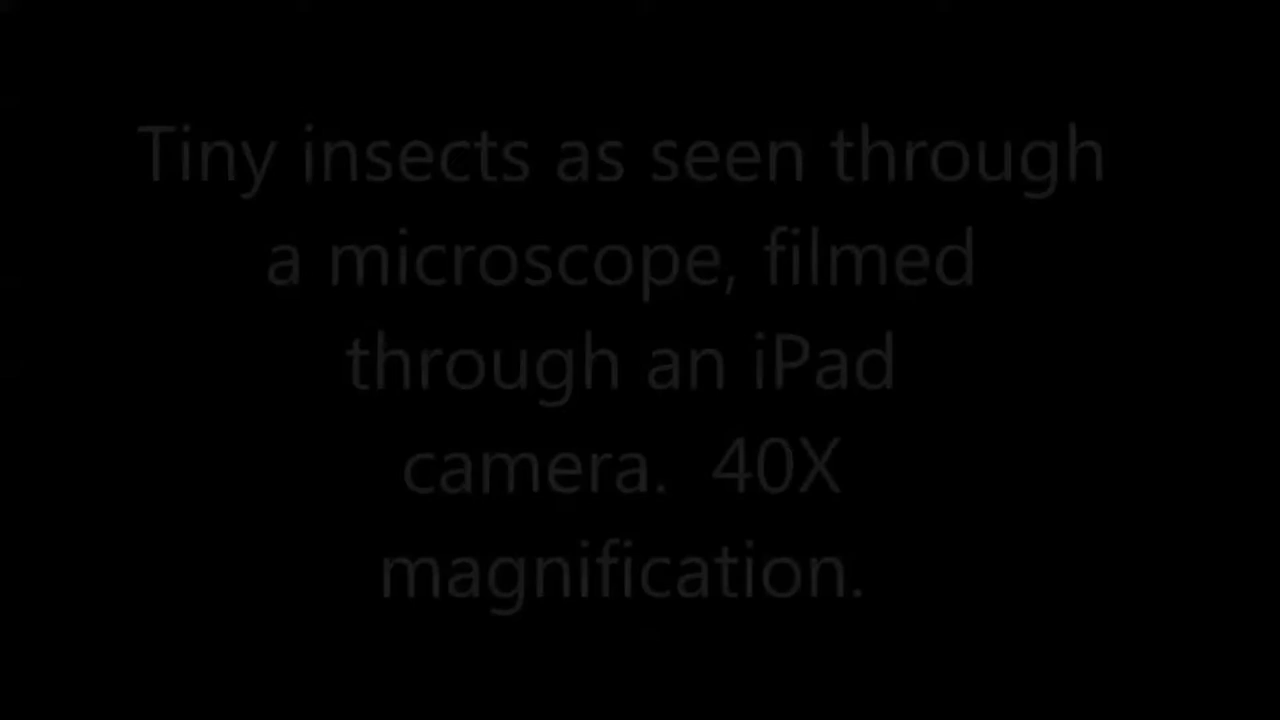 Tiny insects as seen through
a microscope, filmed
through an iPad
camera.  40X
magnification.